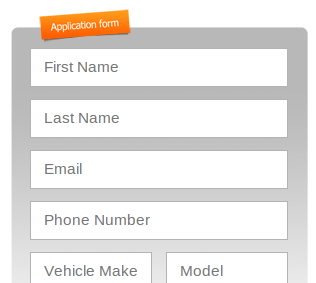 Application form
First Name
Last Name
Email
Phone Number
Vehicle Make
Model